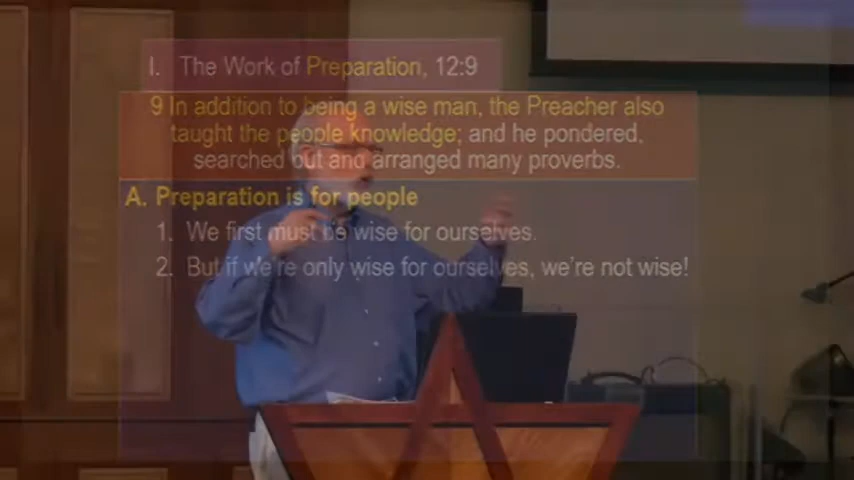 I. The Work of Preparation, 12:9
9 In addition to being a wise man, the Preacher also
taught the people knowledge; and he pondered,
searched out and arranged many proverbs.
A. Preparation is for people
1. We first must be wise for ourselves.
2. But if we're only wise for ourselves, we're not wise!